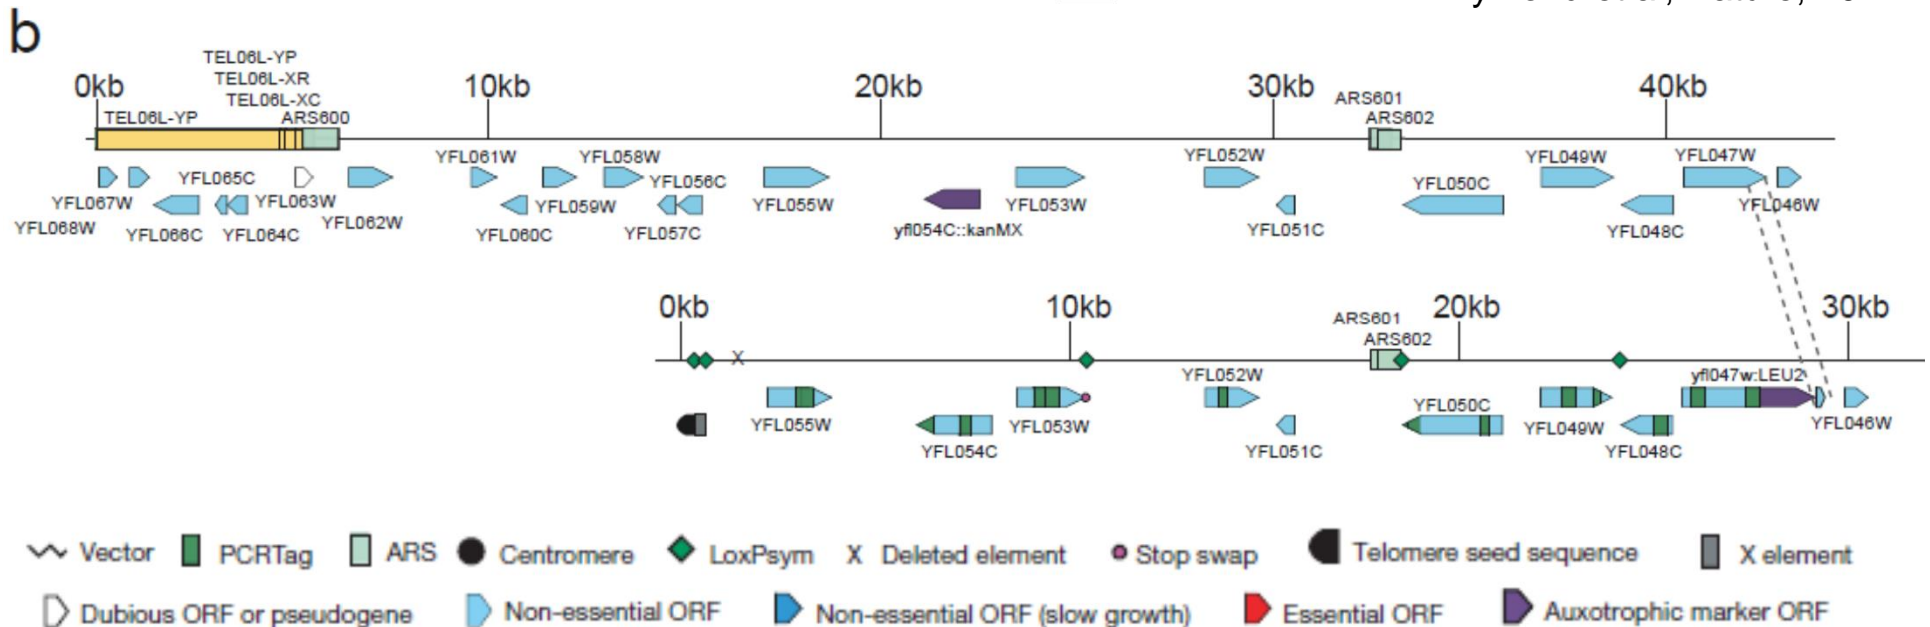 b
TEL06L-YP
TEL06L-XR
TEL06L-XC
0kb 10kb 20kb 30kb 40kb
TEL06L-YP ARS600 ARS601
ARS602
YFL061W YFL058W YFL052W YFL049W YFL047W
YFL065C YFL056C YFL050C
YFL067W YFL063W YFL059W YFL055W YFL053W YFL046W
YFL068W YFL066C YFL064C YFL062W YFL060C YFL057C yfl054C::kanMX YFL051C YFL048C
0kb 10kb 20kb 30kb
ARS601
ARS602
X
YFL052W yfl047w:LEU2
YFL050C
YFL055W YFL053W YFL049W YFL046W
YFL054C YFL051C YFL048C
Vector PCRTag ARS Centromere LoxPsym X Deleted element Stop swap Telomere seed sequence X element
Dubious ORF or pseudogene Non-essential ORF Non-essential ORF (slow growth) Essential ORF Auxotrophic marker ORF